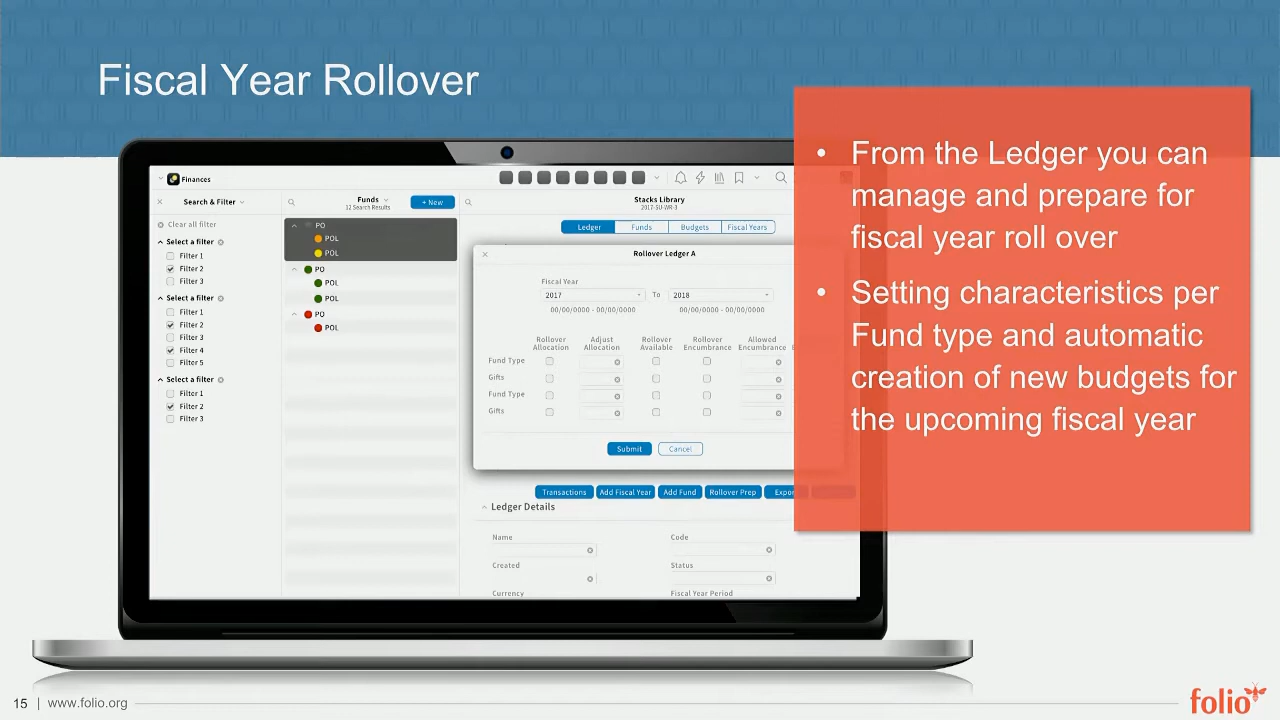 Fiscal Year Rollover
From the Ledger you can
manage and prepare for
fiscal year roll over
Setting characteristics per
Fund type and automatic
creation of new budgets for
the upcoming fiscal year
Finances
Search & Filter
Clear all filter
Select a filter
Filter 1
Filter 2
Filter 3
Select a filter
Filter 1
Filter 2
Filter 3
Filter 4
Filter 5
Select a filter
Filter 1
Filter 2
Filter 3
Funds
12 Search Results
+ New
PO
POL
POL
PO
POL
POL
PO
POL
Stacks Library
2017-SU-WR-3
Ledger Funds Budgets Fiscal Years
Rollover Ledger A
Fiscal Year
2017 To 2018
00/00/0000 - 00/00/0000 00/00/0000 - 00/00/0000
Rollover Adjust Rollover Rollover Allowed
Allocation Allocation Available Encumbrance Encumbrance
Fund Type
Gifts
Fund Type
Gifts
Submit Cancel
Transactions Add Fiscal Year Add Fund Rollover Prep Export
Ledger Details
Name Code
Created Status
Currency Fiscal Year Period
15 | www.folio.org
folio